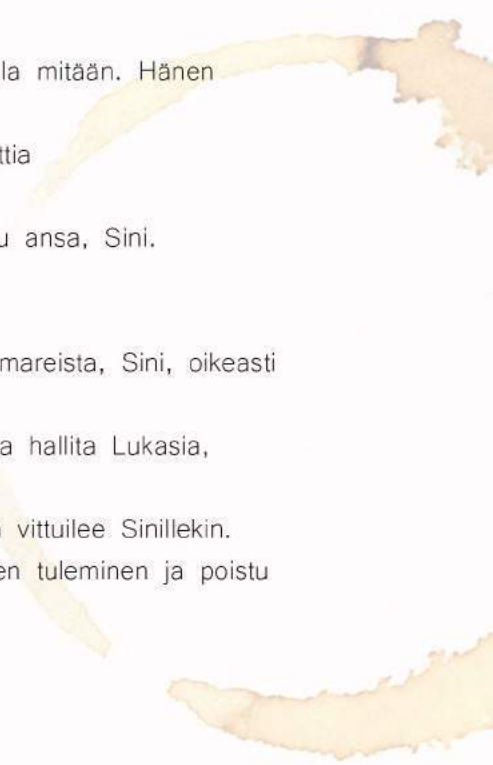 la mitään. Hänen
ttia
u ansa, Sini.
mareista, Sini, oikeasti
a hallita Lukasia,
vittuilee Sinillekin.
en tuleminen ja poistu